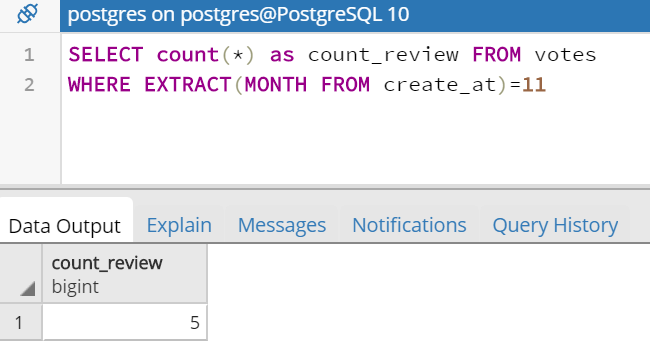 postgres on postgres@PostgreSQL 10
1 SELECT count(*) as count_review FROM votes
2 WHERE EXTRACT(MONTH FROM create_at)=11
Data Output Explain Messages Notifications Query History
count_review
bigint
1 5